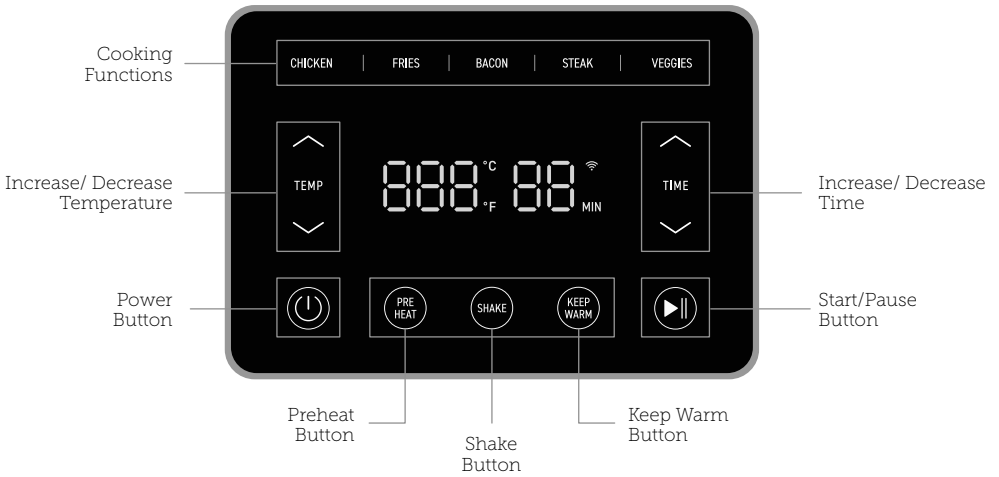 Cooking
Functions
CHICKEN | FRIES | BACON | STEAK | VEGGIES
Increase/ Decrease
Temperature
TEMP
888 °C °F 88 MIN
TIME
Increase/ Decrease
Time
Power
Button
PRE
HEAT
SHAKE
KEEP
WARM
Start/Pause
Button
Preheat
Button
Shake
Button
Keep Warm
Button